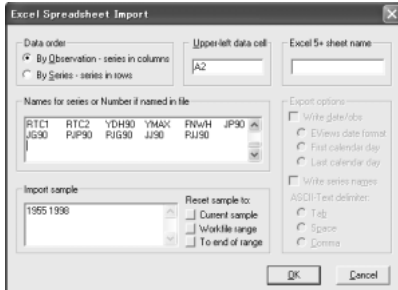 Excel Spreadsheet Import
Data order
By Observation - series in columns
By Series - series in rows
Upper-left data cell
A2
Excel 5+ sheet name
Names for series or Number if named in file
RTC1 RTC2 YDH90 YMAX FNWH JP90
JG90 PJP90 PJG90 JJ90 PJJ90
Import sample
1955 1998
Reset sample to:
Current sample
Workfile range
To end of range
Export options
Write date/obs
EViews date format
First calendar day
Last calendar day
Write series names
ASCII-Text delimiter:
Tab
Space
Comma
OK
Cancel